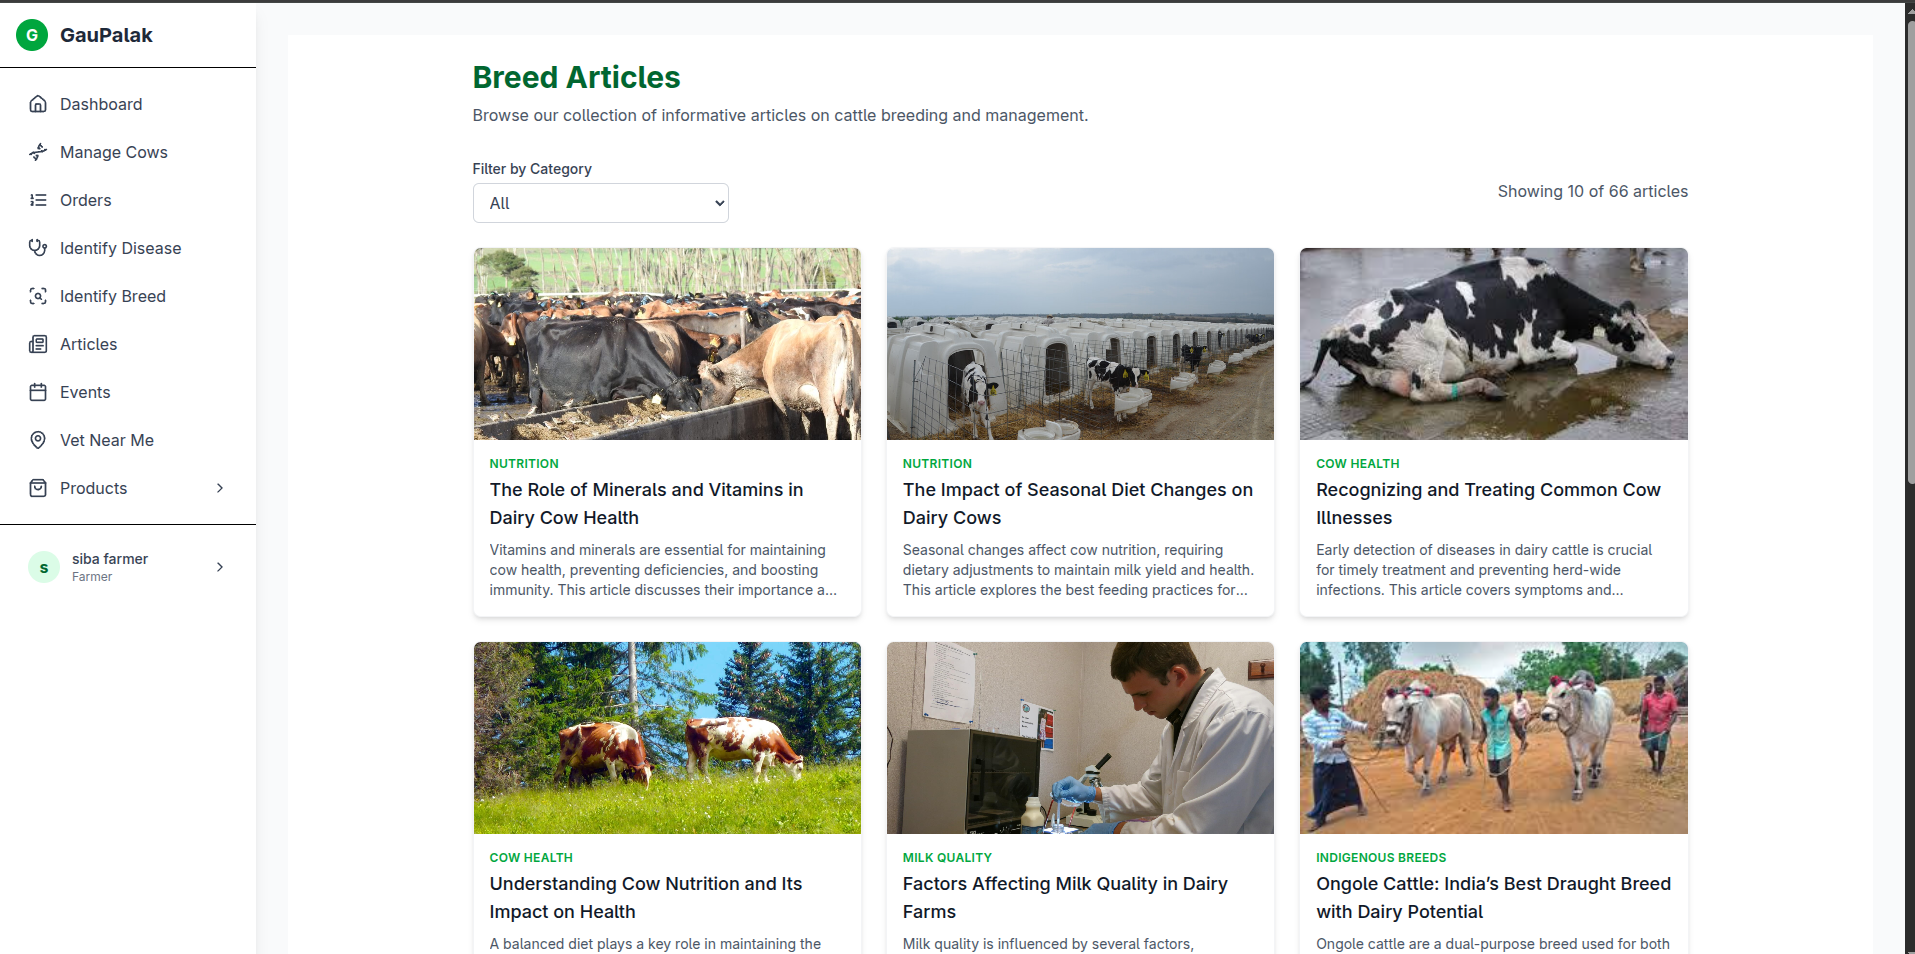 G
GauPalak
Dashboard
Manage Cows
Orders
Identify Disease
Identify Breed
Articles
Events
Vet Near Me
Products
s
siba farmer
Farmer
Breed Articles
Browse our collection of informative articles on cattle breeding and management.
Filter by Category
All
Showing 10 of 66 articles
NUTRITION
The Role of Minerals and Vitamins in
Dairy Cow Health
Vitamins and minerals are essential for maintaining
cow health, preventing deficiencies, and boosting
immunity. This article discusses their importance a...
NUTRITION
The Impact of Seasonal Diet Changes on
Dairy Cows
Seasonal changes affect cow nutrition, requiring
dietary adjustments to maintain milk yield and health.
This article explores the best feeding practices for...
COW HEALTH
Recognizing and Treating Common Cow
Illnesses
Early detection of diseases in dairy cattle is crucial
for timely treatment and preventing herd-wide
infections. This article covers symptoms and...
COW HEALTH
Understanding Cow Nutrition and Its
Impact on Health
A balanced diet plays a key role in maintaining the
MILK QUALITY
Factors Affecting Milk Quality in Dairy
Farms
Milk quality is influenced by several factors,
INDIGENOUS BREEDS
Ongole Cattle: India’s Best Draught Breed
with Dairy Potential
Ongole cattle are a dual-purpose breed used for both